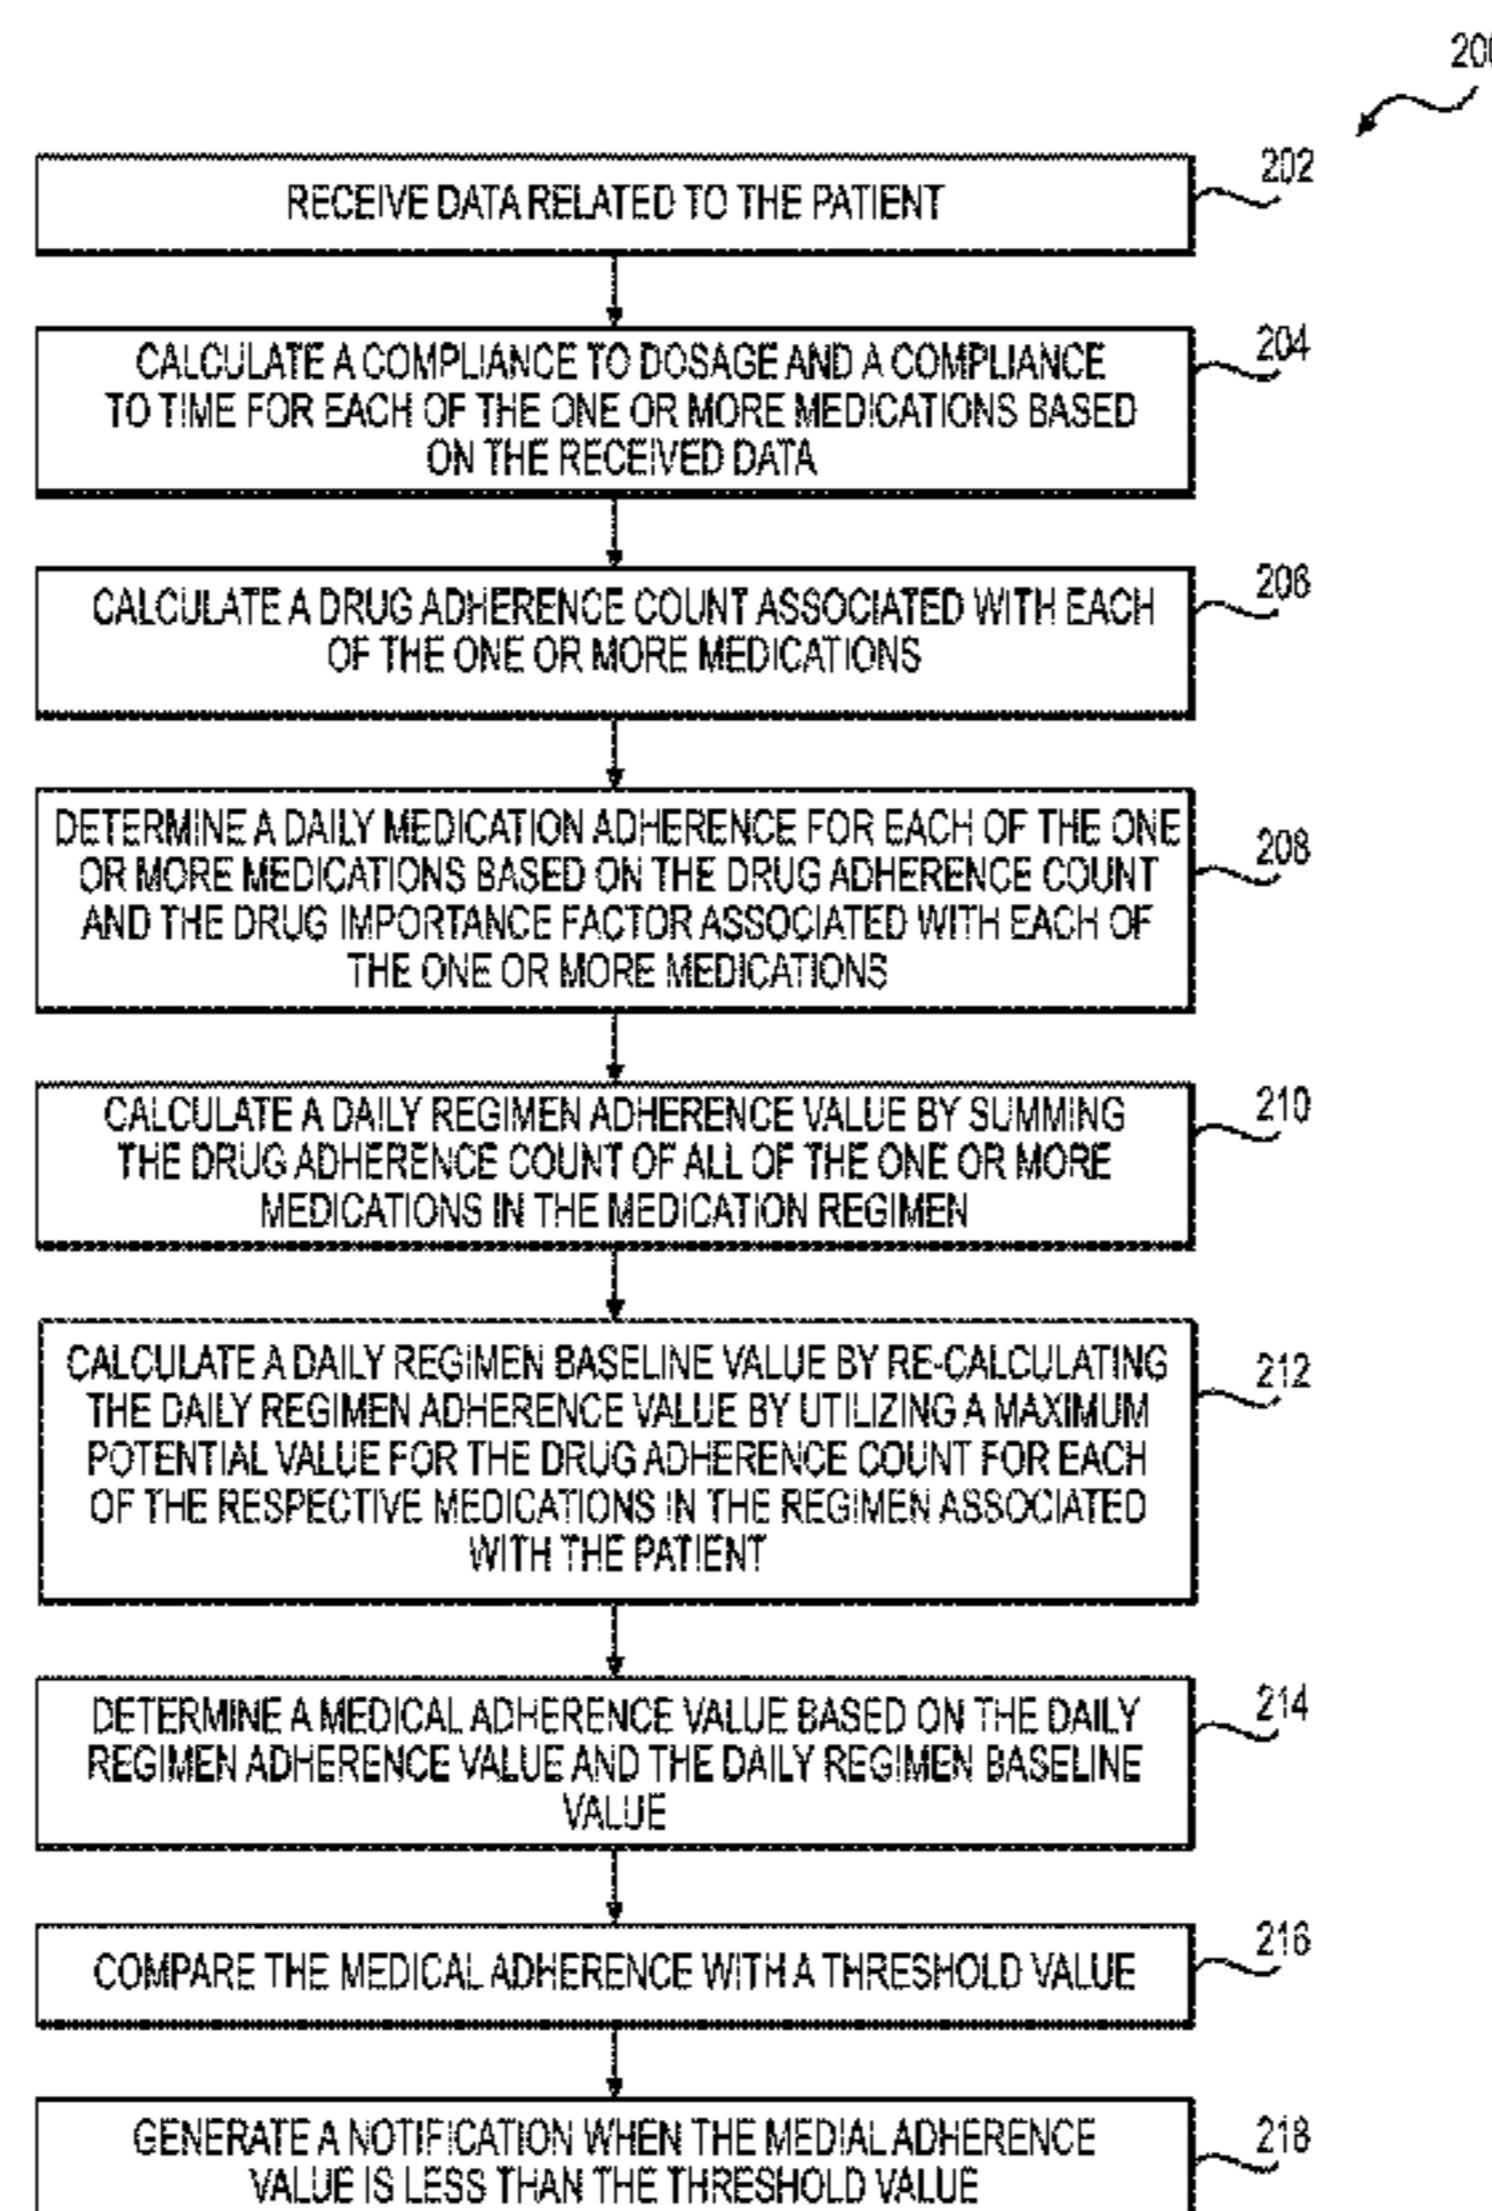 200
202
RECEIVE DATA RELATED TO THE PATIENT
204
CALCULATE A COMPLIANCE TO DOSAGE AND A COMPLIANCE
TO TIME FOR EACH OF THE ONE OR MORE MEDICATIONS BASED
ON THE RECEIVED DATA
206
CALCULATE A DRUG ADHERENCE COUNT ASSOCIATED WITH EACH
OF THE ONE OR MORE MEDICATIONS
208
DETERMINE A DAILY MEDICATION ADHERENCE FOR EACH OF THE ONE
OR MORE MEDICATIONS BASED ON THE DRUG ADHERENCE COUNT
AND THE DRUG IMPORTANCE FACTOR ASSOCIATED WITH EACH OF
THE ONE OR MORE MEDICATIONS
210
CALCULATE A DAILY REGIMEN ADHERENCE VALUE BY SUMMING
THE DRUG ADHERENCE COUNT OF ALL OF THE ONE OR MORE
MEDICATIONS IN THE MEDICATION REGIMEN
212
CALCULATE A DAILY REGIMEN BASELINE VALUE BY RE-CALCULATING
THE DAILY REGIMEN ADHERENCE VALUE BY UTILIZING A MAXIMUM
POTENTIAL VALUE FOR THE DRUG ADHERENCE COUNT FOR EACH
OF THE RESPECTIVE MEDICATIONS IN THE REGIMEN ASSOCIATED
WITH THE PATIENT
214
DETERMINE A MEDICAL ADHERENCE VALUE BASED ON THE DAILY
REGIMEN ADHERENCE VALUE AND THE DAILY REGIMEN BASELINE
VALUE
216
COMPARE THE MEDICAL ADHERENCE WITH A THRESHOLD VALUE
218
GENERATE A NOTIFICATION WHEN THE MEDIAL ADHERENCE
VALUE IS LESS THAN THE THRESHOLD VALUE